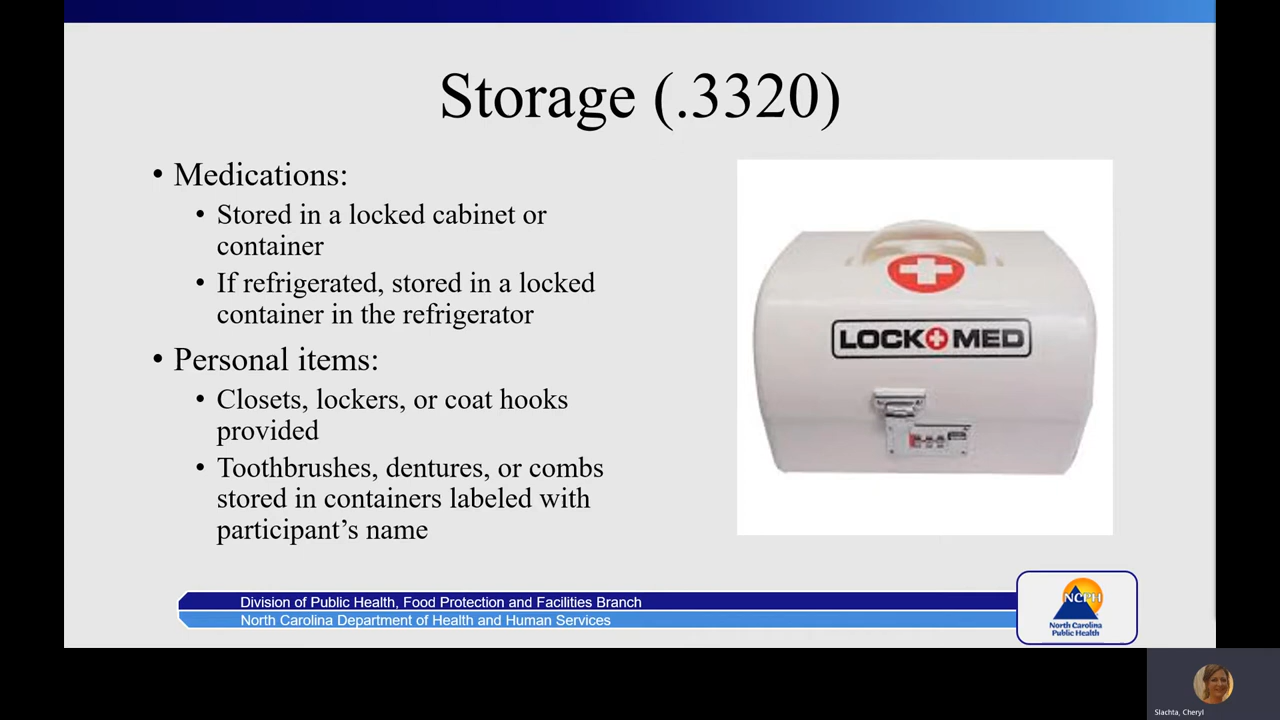 Storage (.3320)
• Medications:
• Stored in a locked cabinet or
container
• If refrigerated, stored in a locked
container in the refrigerator
• Personal items:
• Closets, lockers, or coat hooks
provided
• Toothbrushes, dentures, or combs
stored in containers labeled with
participant’s name
LOCK MED
Division of Public Health, Food Protection and Facilities Branch
North Carolina Department of Health and Human Services
NCPH
North Carolina
Public Health
Slachta, Cheryl